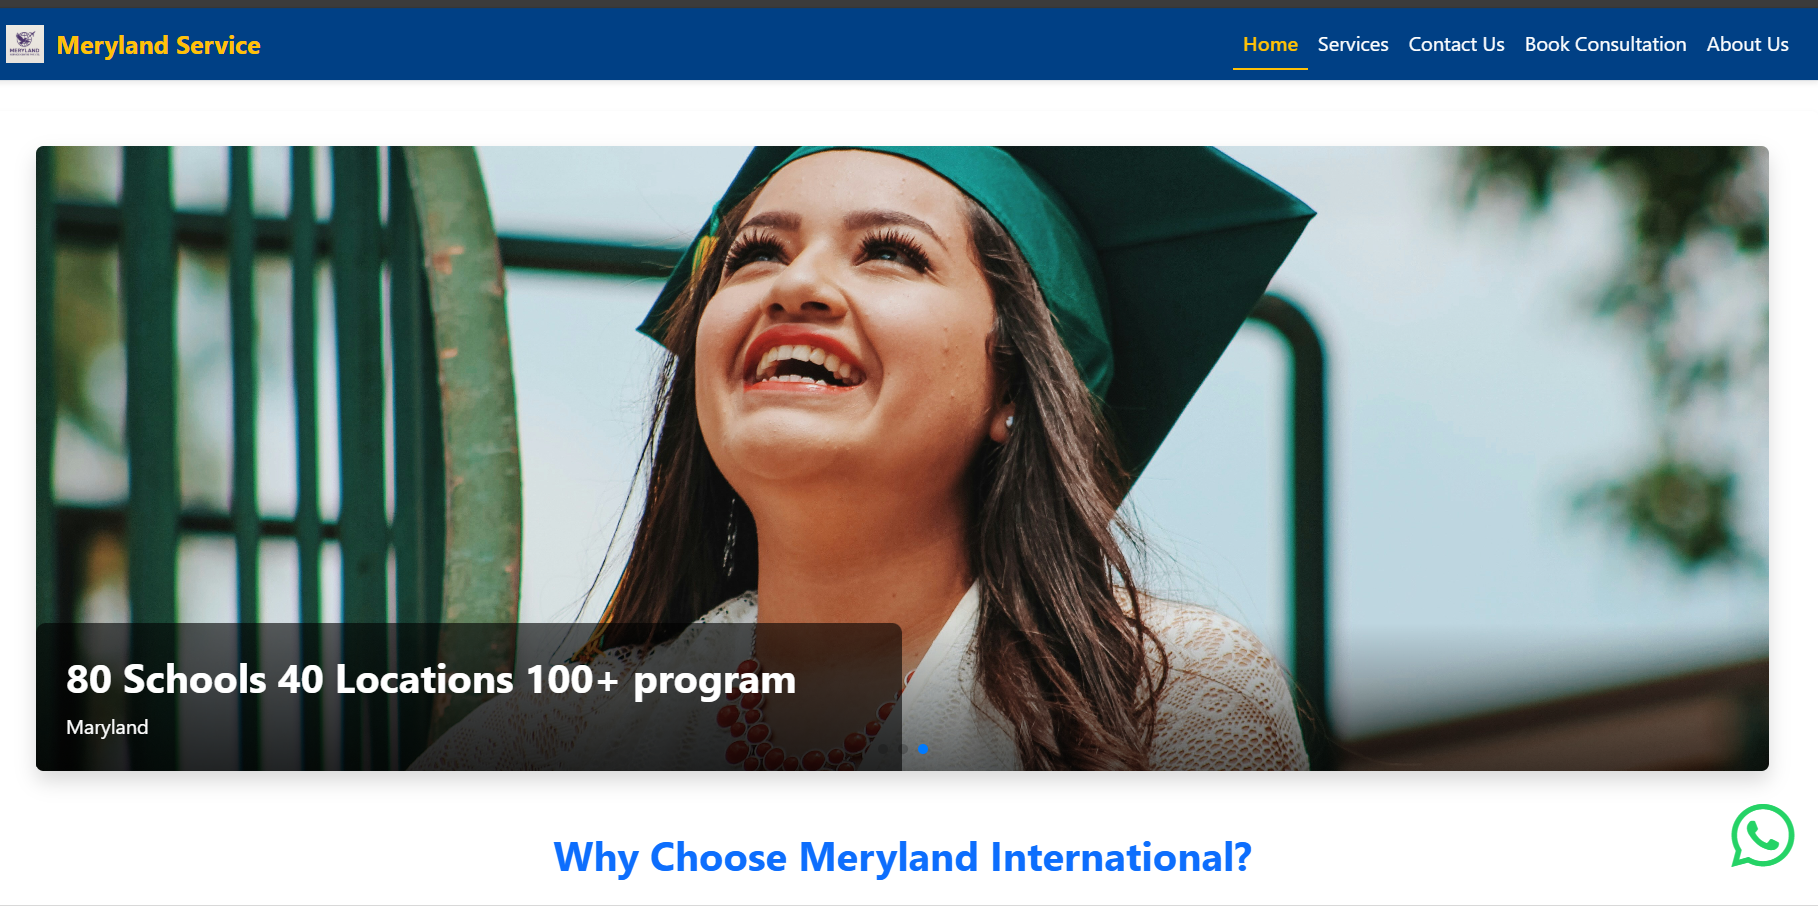 MERYLAND
Meryland Service
Home
Services
Contact Us
Book Consultation
About Us
80 Schools 40 Locations 100+ program
Maryland
Why Choose Meryland International?